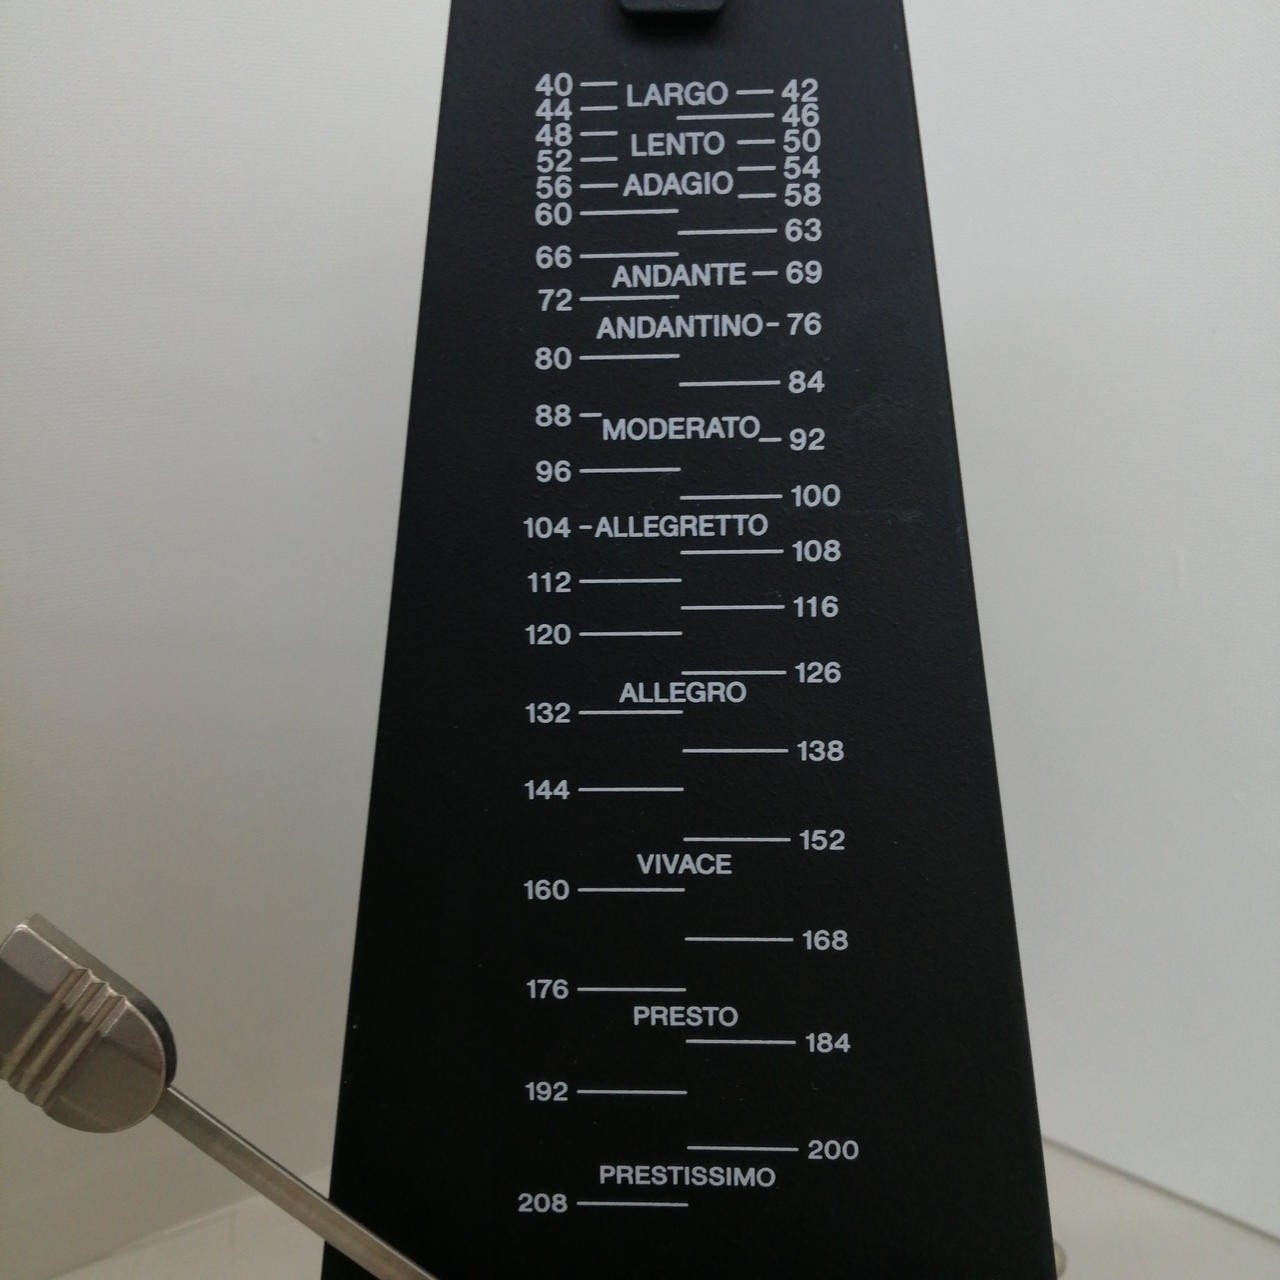 40 LARGO 42
44 46
48 LENTO 50
52 54
56 ADAGIO 58
60
63
66
ANDANTE 69
72
ANDANTINO 76
80
84
88 MODERATO 92
96
100
104 ALLEGRETTO
108
112
116
120
126
ALLEGRO
132
138
144
152
VIVACE
160
168
176
PRESTO
184
192
200
PRESTISSIMO
208